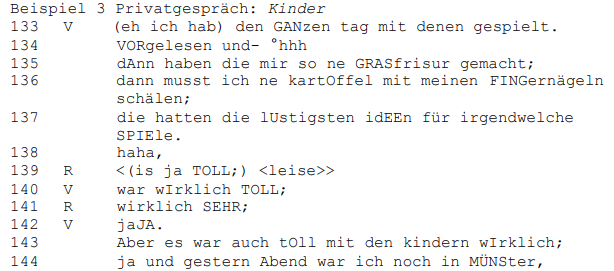 Beispiel 3 Privatgespräch: Kinder
133 V (eh ich hab) den GANzen tag mit denen gespielt.
134 VORgelesen und- °hhh
135 dAnn haben die mir so ne GRASfrisur gemacht;
136 dann musst ich ne kartOffel mit meinen FINGernägeln
schälen;
137 die hatten die lUstigsten idEEn für irgendwelche
SPIEle.
138 haha,
139 R <(is ja TOLL;) <leise>>
140 V war wIrklich TOLL;
141 R wirklich SEHR;
142 V jaJA.
143 Aber es war auch tOll mit den kindern wIrklich;
144 ja und gestern Abend war ich noch in MÜNSter,